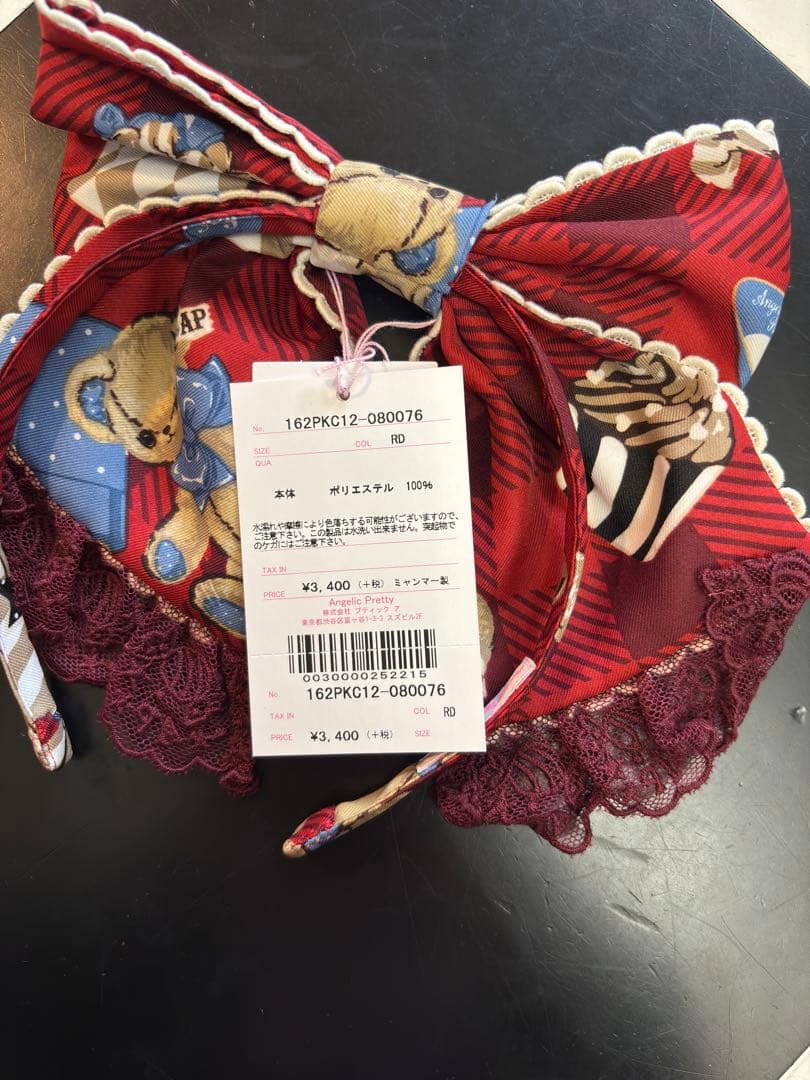 AP
No. 162PKC12-080076
SIZE COL RD
QUA
本体 ポリエステル 100%
水濡れや摩擦により色落ちする可能性がございますので、
ご注意下さい。この製品は水洗い出来ません。突起物で
のケガにはご注意下さい。
TAX IN
PRICE ¥3,400 (+税) ミャンマー製
Angelic Pretty
株式会社 ブティック ア
東京都渋谷区富ヶ谷1-3-3 スズビル2F
0030000252215
No. 162PKC12-080076
TAX IN COL RD
PRICE ¥3,400 (+税) SIZE